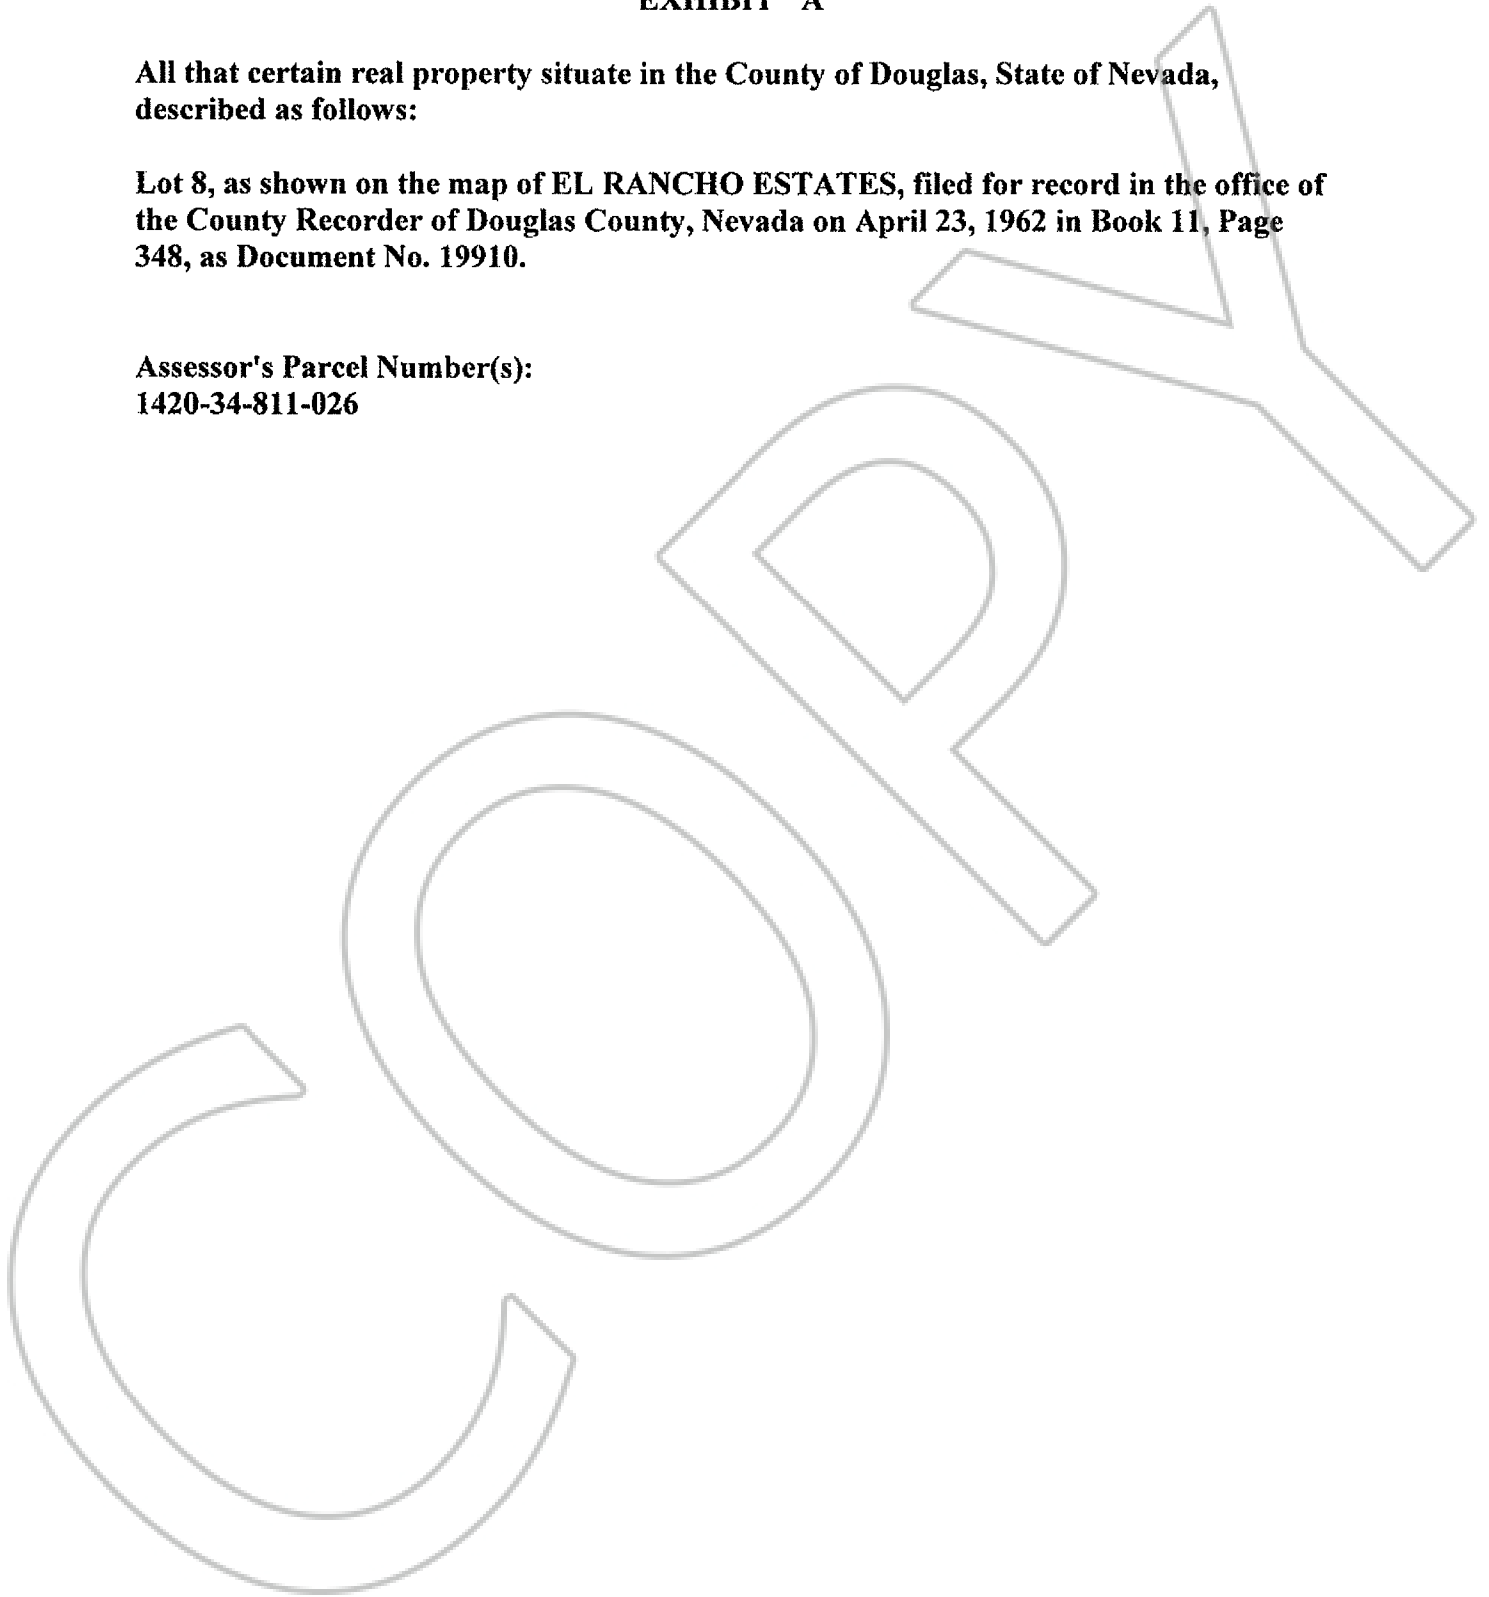 EXHIBIT "A"
All that certain real property situate in the County of Douglas, State of Nevada,
described as follows:
Lot 8, as shown on the map of EL RANCHO ESTATES, filed for record in the office of
the County Recorder of Douglas County, Nevada on April 23, 1962 in Book 11, Page
348, as Document No. 19910.
Assessor's Parcel Number(s):
1420-34-811-026
COPY